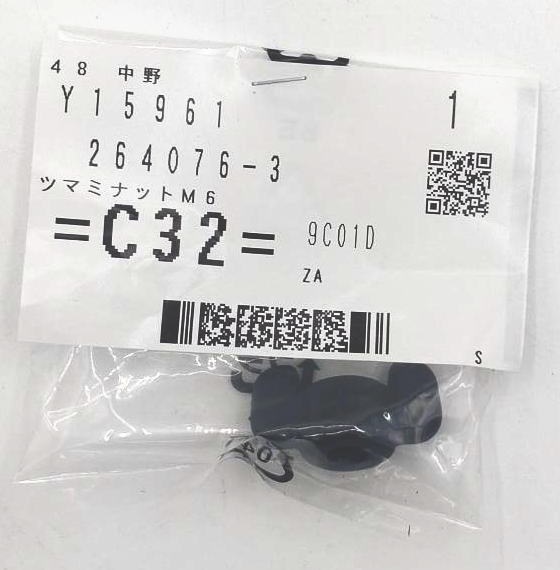 48 中野
Y15961 1
264076-3
ツマミナットM6
=C32= 9C01D
ZA
S